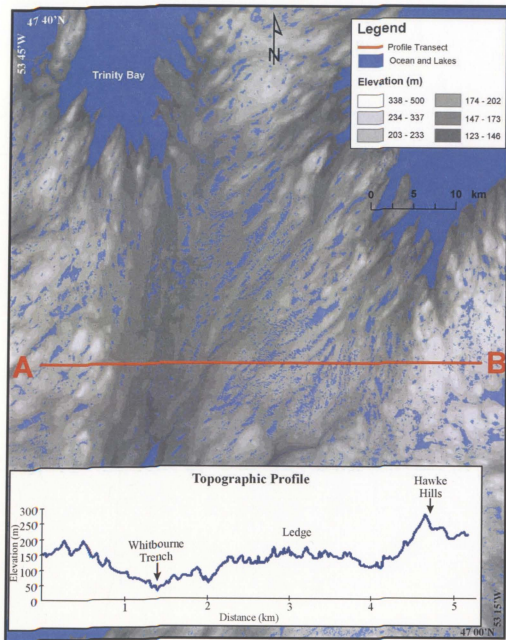 47 40'
53 45'W
Trinity Bay
N
Legend
Profile Transect
Ocean and Lakes
Elevation (m)
338 - 500
174 - 202
234 - 337
147 - 173
203 - 233
123 - 146
0 5 10 km
A
B
Topographic Profile
Hawke
Hills
300
250
200
150
100
50
0
Elevation (m)
Whitbourne
Trench
Ledge
1 2 3 4 5
Distance (km)
53 15'W
47 00'N